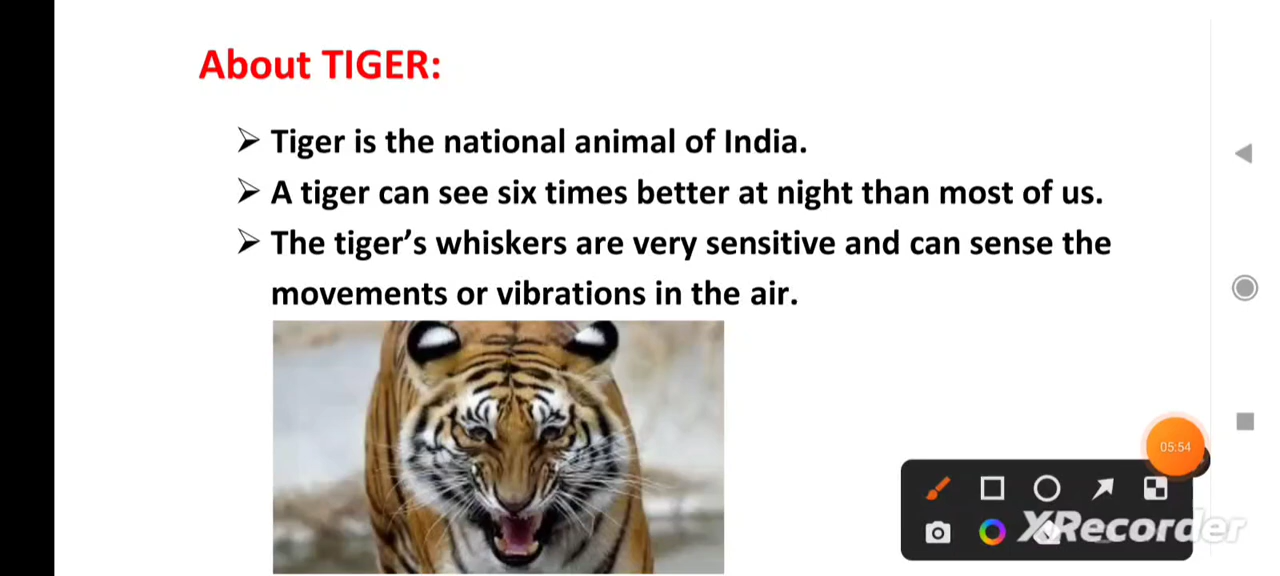 About TIGER:
➢ Tiger is the national animal of India.
➢ A tiger can see six times better at night than most of us.
➢ The tiger’s whiskers are very sensitive and can sense the
movements or vibrations in the air.
05:54
XRecorder